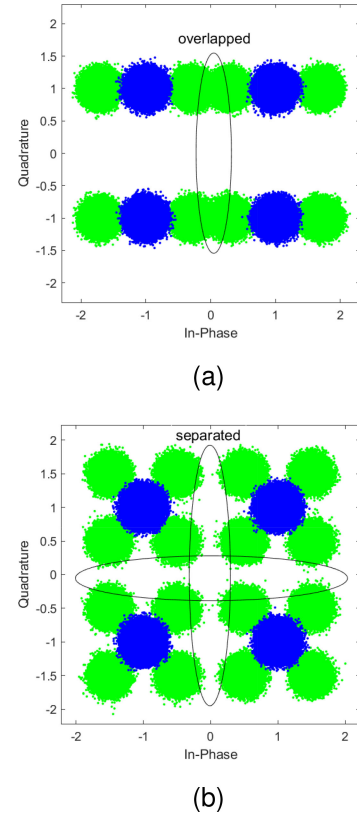 overlapped
2
1.5
1
0.5
0
-0.5
-1
-1.5
-2
Quadrature
-2 -1 0 1 2
In-Phase
(a)
separated
2
1.5
1
0.5
0
-0.5
-1
-1.5
-2
Quadrature
-2 -1 0 1 2
In-Phase
(b)